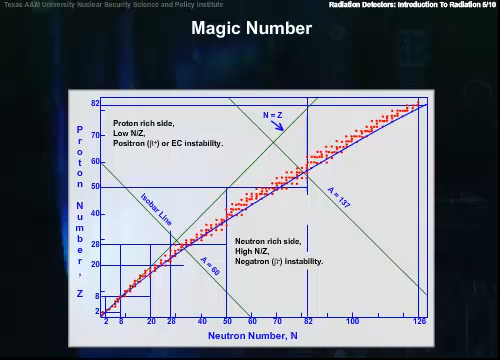 Texas A&M University Nuclear Security Science and Policy Institute
Radiation Detectors: Introduction To Radiation 5/10
Magic Number
82
70
60
50
40
28
20
8
2
Proton Number, Z
Proton rich side,
Low N/Z,
Positron (β⁺) or EC instability.
N = Z
Isobar Line
A = 137
A = 60
Neutron rich side,
High N/Z,
Negatron (β⁻) instability.
2 8 20 28 40 50 60 70 82 100 126
Neutron Number, N